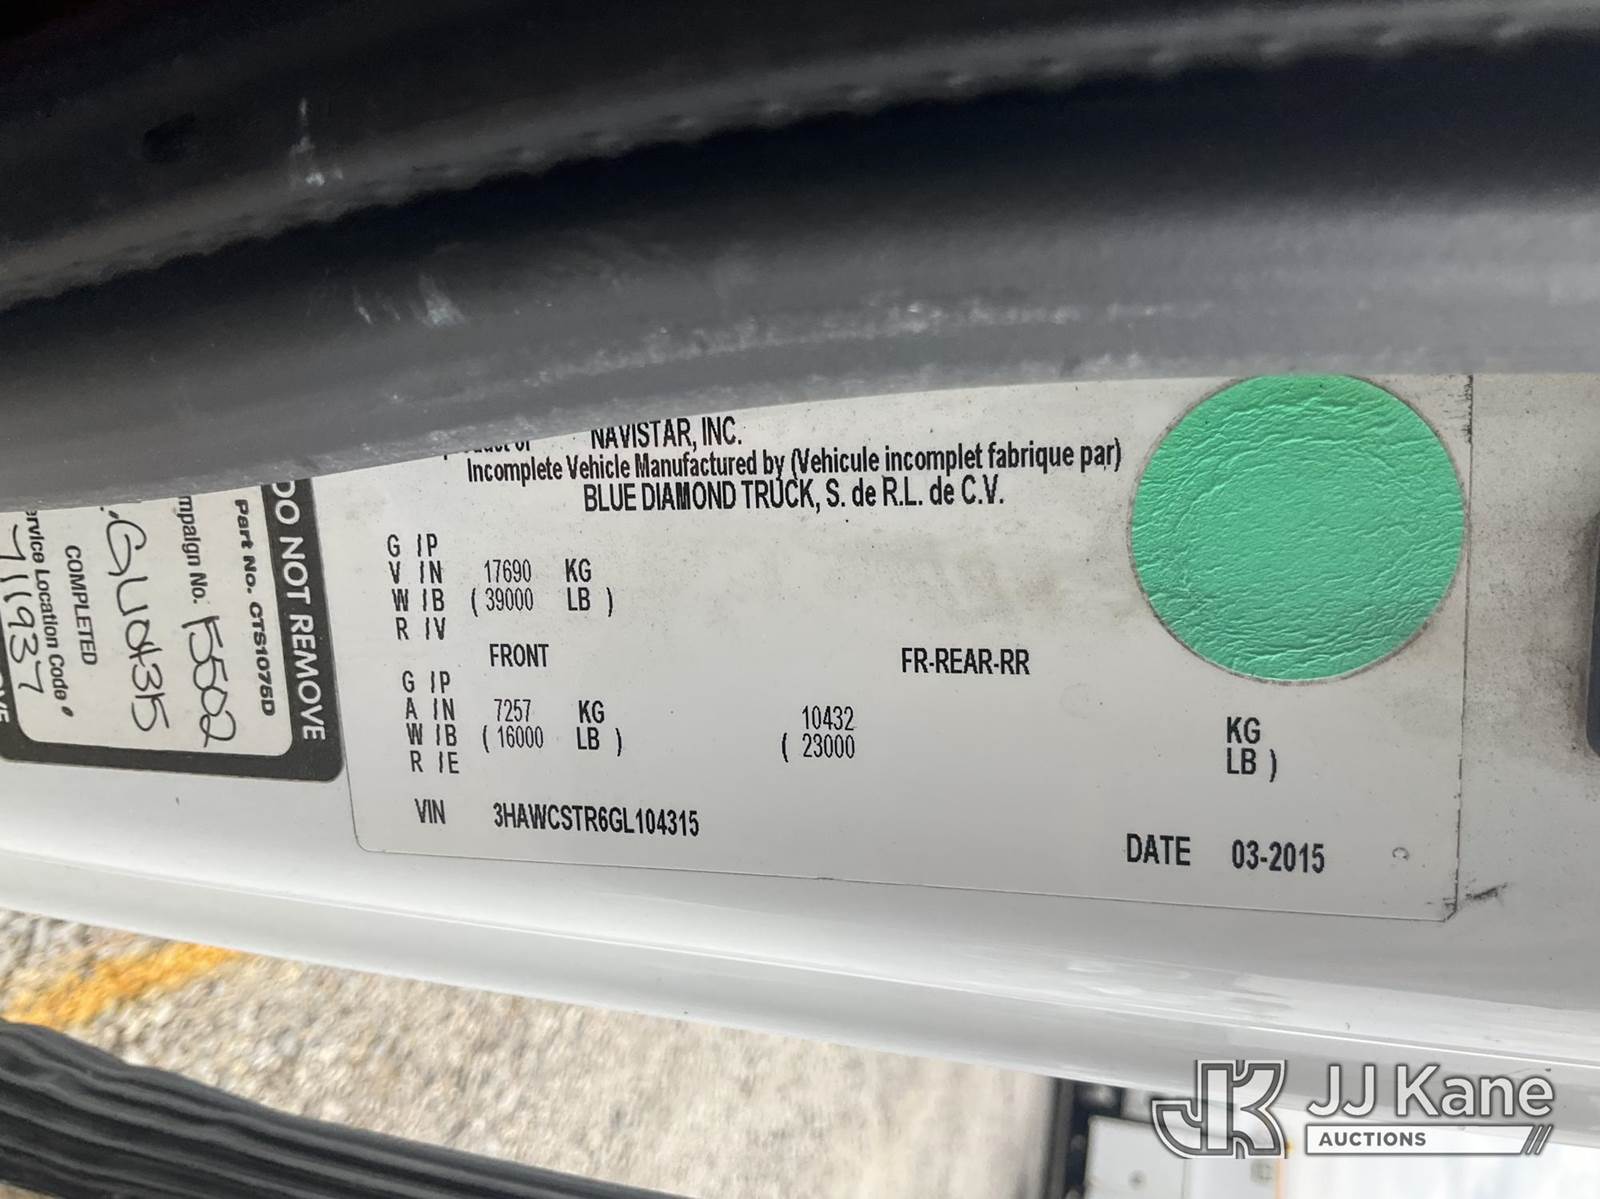 NAVISTAR, INC.
Incomplete Vehicle Manufactured by (Vehicule incomplet fabrique par)
BLUE DIAMOND TRUCK, S. de R.L. de C.V.
G IP
V IN 17690 KG
W IB ( 39000 LB )
R IV
FRONT FR-REAR-RR
G IP
A IN 7257 KG 10432 KG
W IB ( 16000 LB ) ( 23000 LB )
R IE
VIN 3HAWCSTR6GL104315
DATE 03-2015
C
DO NOT REMOVE
Part No. CTS1075D
mpaign No. 15502
COMPLETED
rvice Location Code
711937
JJ Kane
AUCTIONS